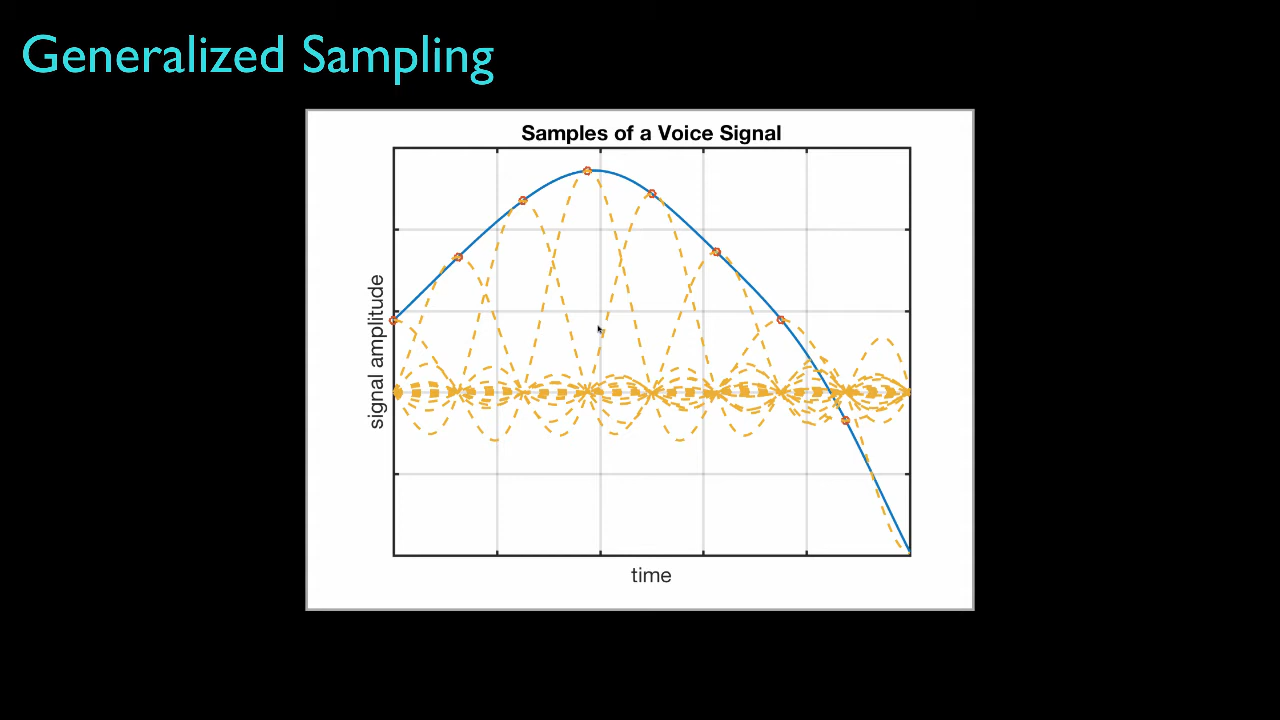 Generalized Sampling
Samples of a Voice Signal
signal amplitude
time